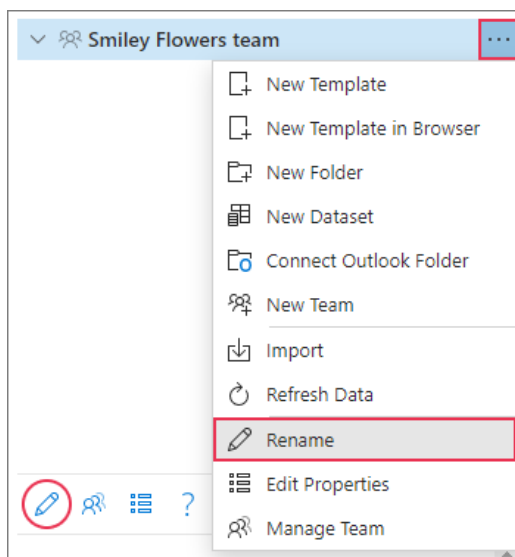 Smiley Flowers team
...
New Template
New Template in Browser
New Folder
New Dataset
Connect Outlook Folder
New Team
Import
Refresh Data
Rename
Edit Properties
?
Manage Team